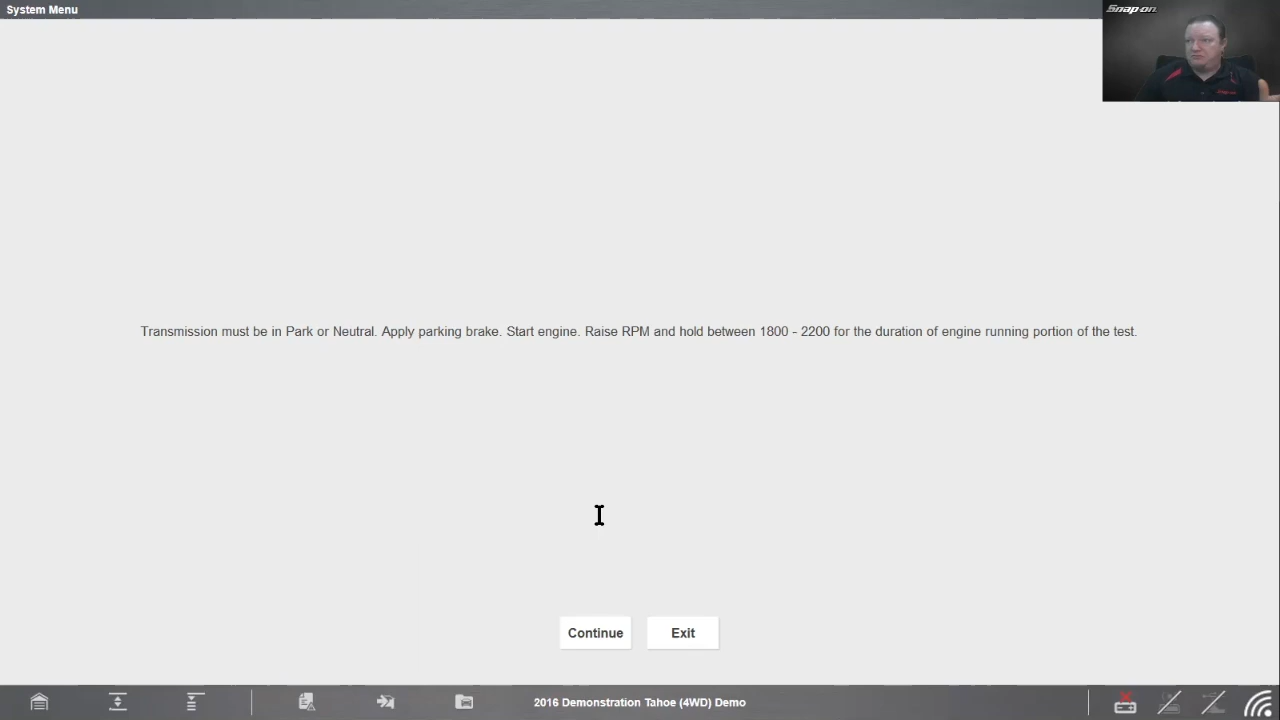 System Menu
Snap-on
Transmission must be in Park or Neutral. Apply parking brake. Start engine. Raise RPM and hold between 1800 - 2200 for the duration of engine running portion of the test.
Continue
Exit
2016 Demonstration Tahoe (4WD) Demo